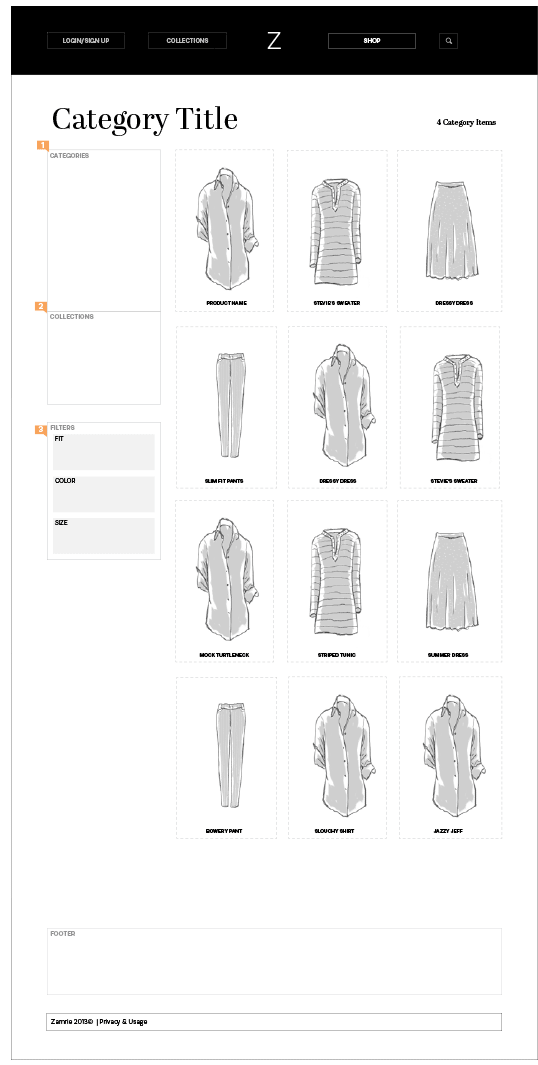 LOGIN/SIGN UP
COLLECTIONS
Z
SHOP
Category Title
4 Category Items
1
CATEGORIES
2
COLLECTIONS
3
FILTERS
FIT
COLOR
SIZE
PRODUCT NAME
STEVIE'S SWEATER
DRESSY DRESS
SLIM FIT PANTS
DRESSY DRESS
STEVIE'S SWEATER
MOCK TURTLENECK
STRIPED TUNIC
SUMMER DRESS
BOWERY PANT
SLOUCHY SHIRT
JAZZY JEFF
FOOTER
Zamrie 2013© | Privacy & Usage